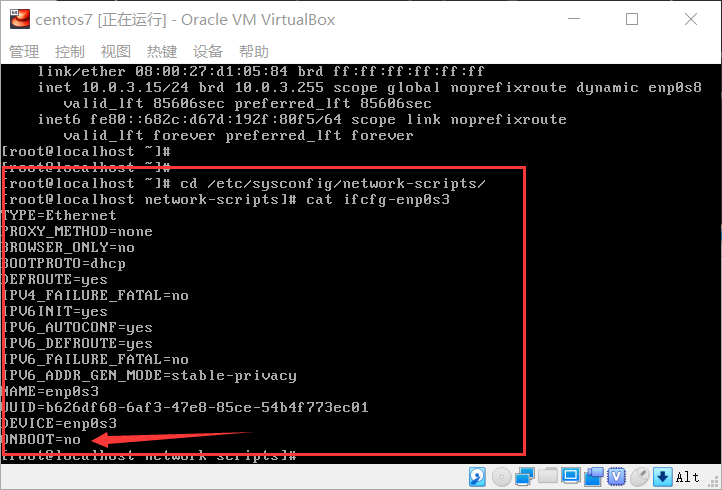 centos7 [正在运行] - Oracle VM VirtualBox
管理 控制 视图 热键 设备 帮助
link/ether 08:00:27:d1:05:84 brd ff:ff:ff:ff:ff:ff
inet 10.0.3.15/24 brd 10.0.3.255 scope global noprefixroute dynamic enp0s8
valid_lft 85606sec preferred_lft 85606sec
inet6 fe80::682c:d67d:192f:80f5/64 scope link noprefixroute
valid_lft forever preferred_lft forever
[root@localhost ~]#
[root@localhost ~]#
[root@localhost ~]# cd /etc/sysconfig/network-scripts/
[root@localhost network-scripts]# cat ifcfg-enp0s3
TYPE=Ethernet
PROXY_METHOD=none
BROWSER_ONLY=no
BOOTPROTO=dhcp
DEFROUTE=yes
IPV4_FAILURE_FATAL=no
IPV6INIT=yes
IPV6_AUTOCONF=yes
IPV6_DEFROUTE=yes
IPV6_FAILURE_FATAL=no
IPV6_ADDR_GEN_MODE=stable-privacy
NAME=enp0s3
UUID=b626df68-6af3-47e8-85ce-54b4f773ec01
DEVICE=enp0s3
ONBOOT=no
[root@localhost network-scripts]#
Alt